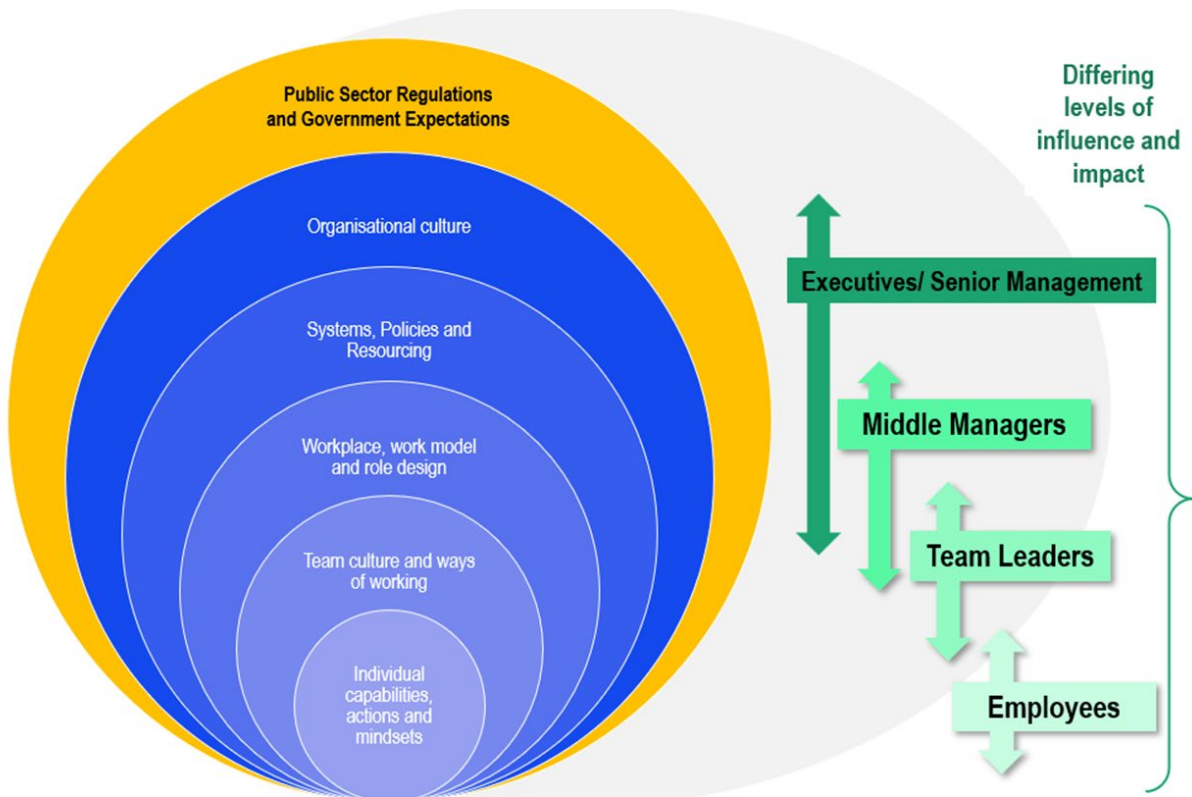 Public Sector Regulations
and Government Expectations
Organisational culture
Systems, Policies and
Resourcing
Workplace, work model
and role design
Team culture and ways
of working
Individual
capabilities,
actions and
mindsets
Differing
levels of
influence and
impact
Executives/ Senior Management
Middle Managers
Team Leaders
Employees